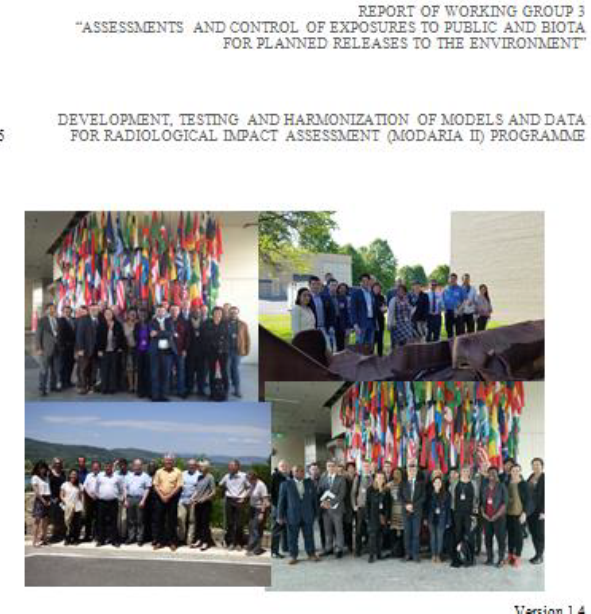 REPORT OF WORKING GROUP 3
“ASSESSMENTS AND CONTROL OF EXPOSURES TO PUBLIC AND BIOTA
FOR PLANNED RELEASES TO THE ENVIRONMENT”
DEVELOPMENT, TESTING AND HARMONIZATION OF MODELS AND DATA
5 FOR RADIOLOGICAL IMPACT ASSESSMENT (MODARIA II) PROGRAMME
Version 1.4